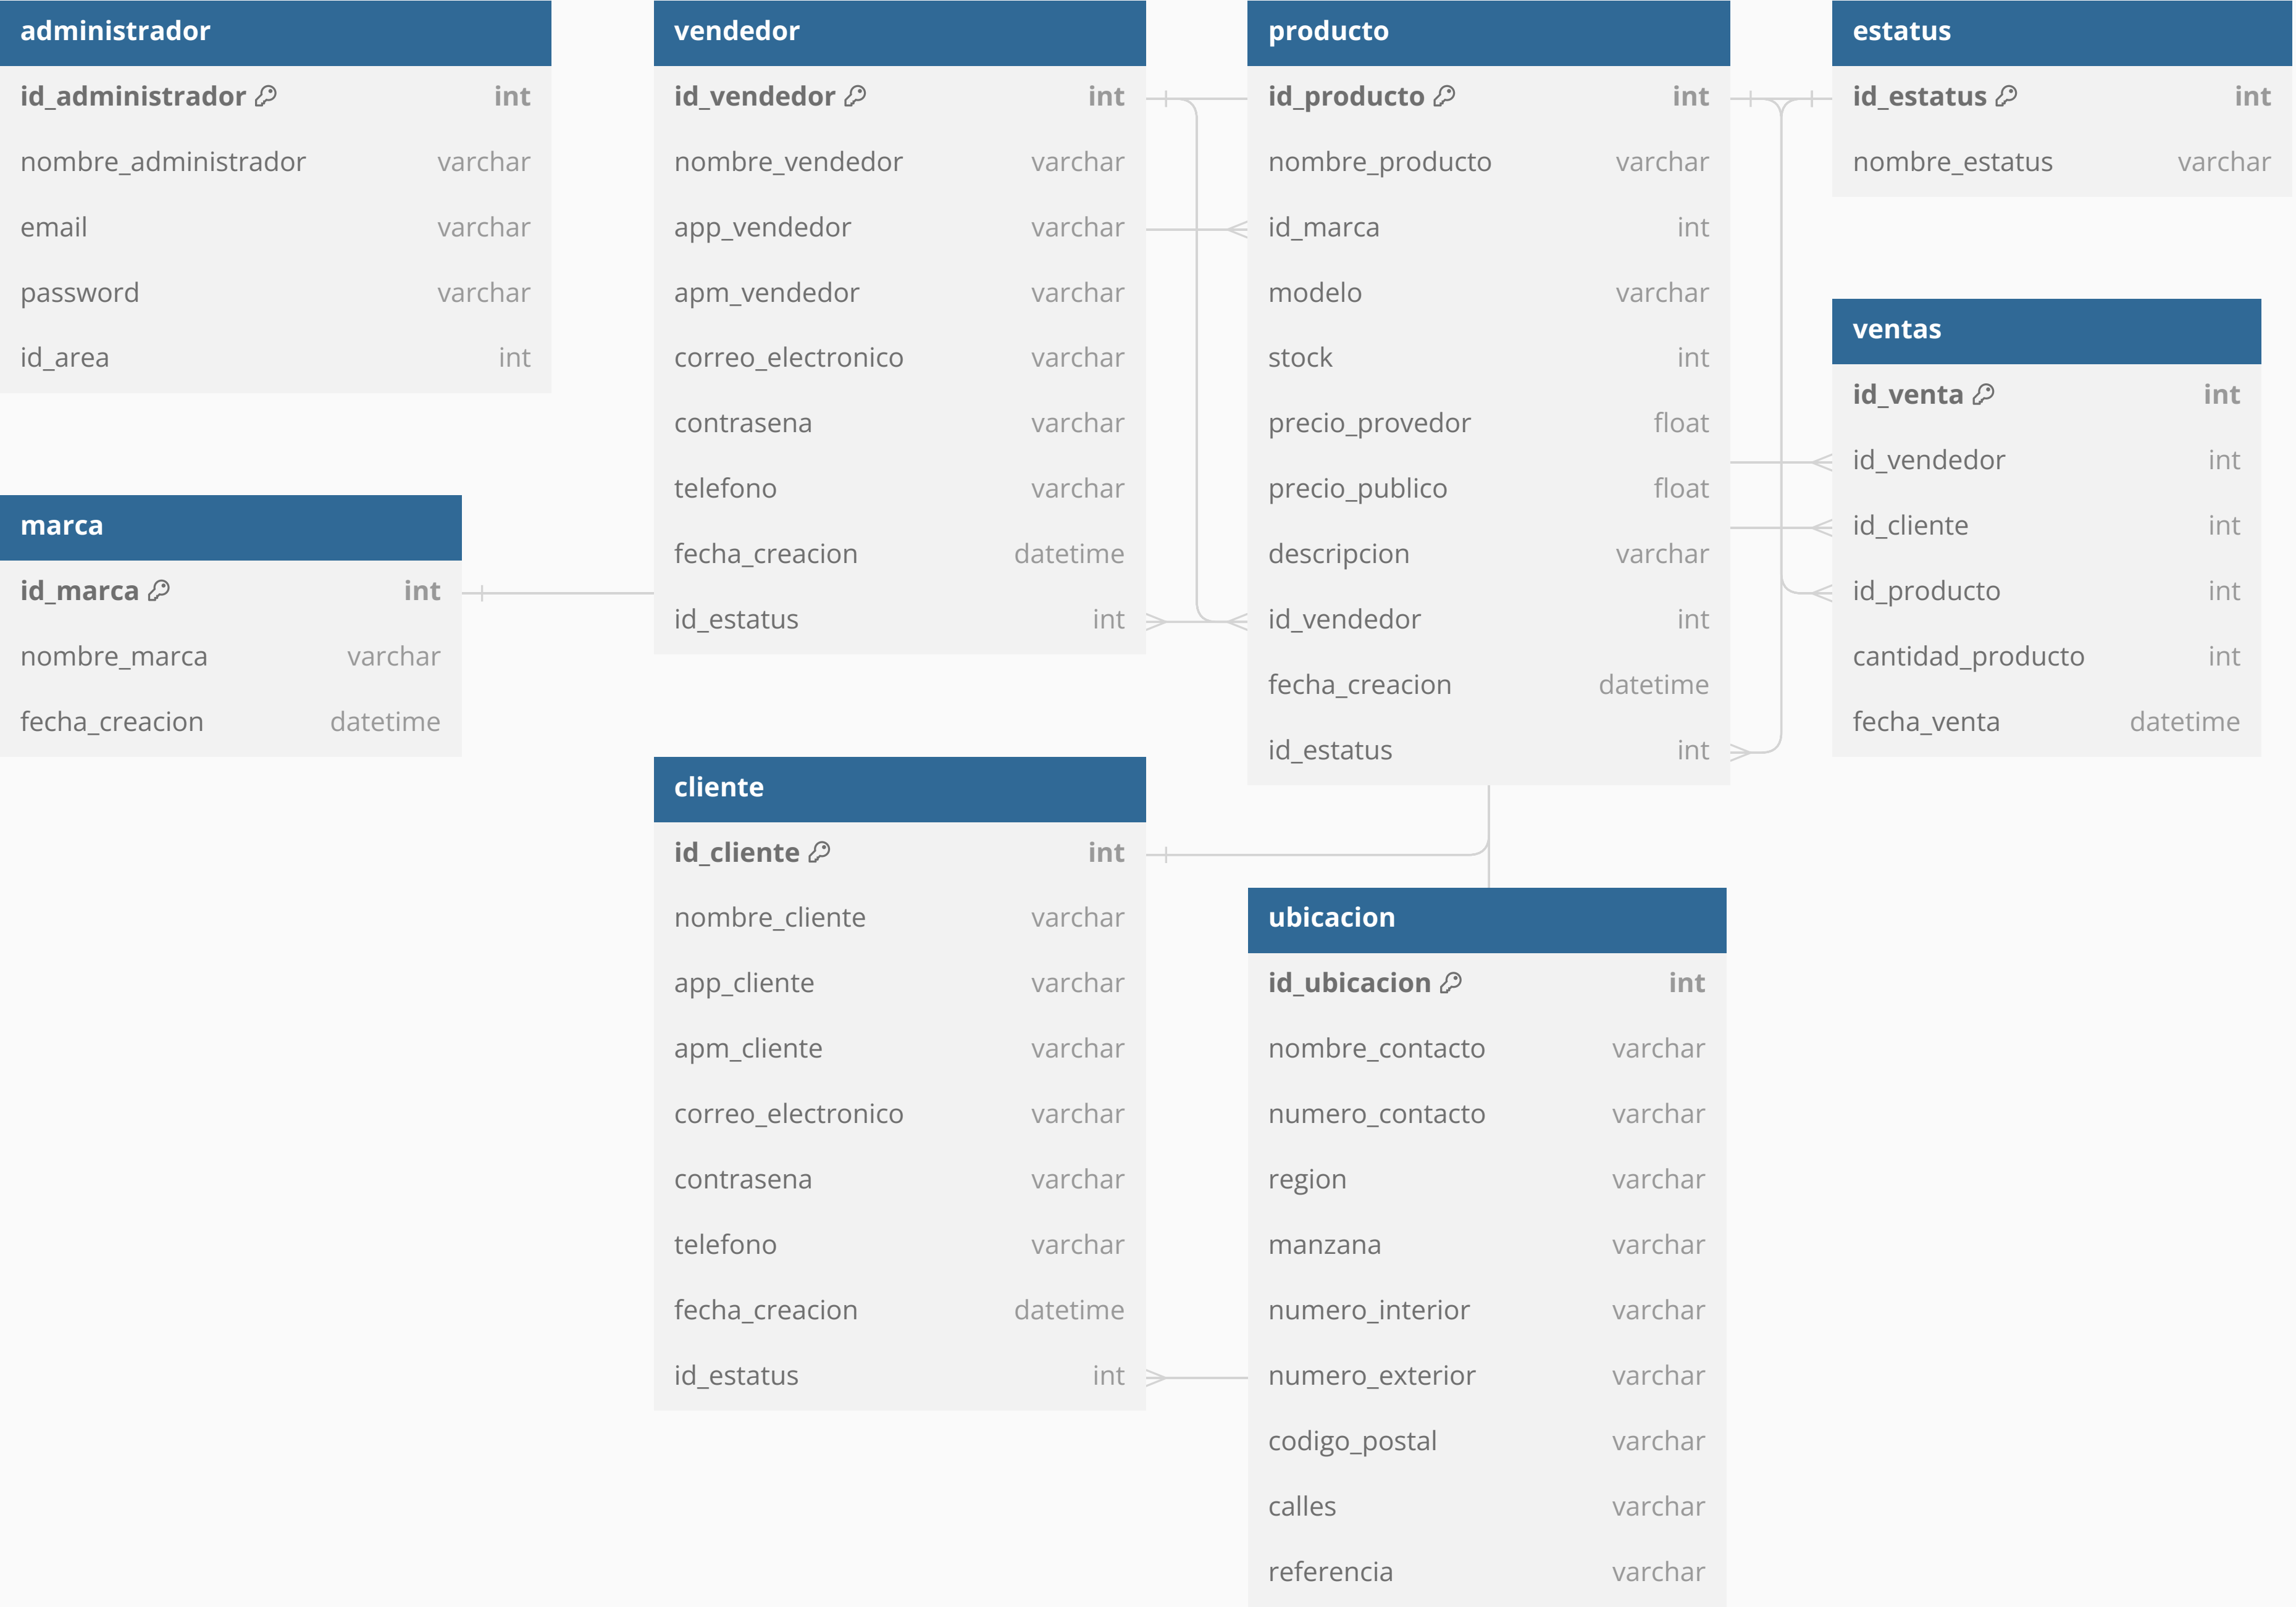 administrador
id_administrador int
nombre_administrador varchar
email varchar
password varchar
id_area int
marca
id_marca int
nombre_marca varchar
fecha_creacion datetime
vendedor
id_vendedor int
nombre_vendedor varchar
app_vendedor varchar
apm_vendedor varchar
correo_electronico varchar
contrasena varchar
telefono varchar
fecha_creacion datetime
id_estatus int
cliente
id_cliente int
nombre_cliente varchar
app_cliente varchar
apm_cliente varchar
correo_electronico varchar
contrasena varchar
telefono varchar
fecha_creacion datetime
id_estatus int
producto
id_producto int
nombre_producto varchar
id_marca int
modelo varchar
stock int
precio_provedor float
precio_publico float
descripcion varchar
id_vendedor int
fecha_creacion datetime
id_estatus int
ubicacion
id_ubicacion int
nombre_contacto varchar
numero_contacto varchar
region varchar
manzana varchar
numero_interior varchar
numero_exterior varchar
codigo_postal varchar
calles varchar
referencia varchar
estatus
id_estatus int
nombre_estatus varchar
ventas
id_venta int
id_vendedor int
id_cliente int
id_producto int
cantidad_producto int
fecha_venta datetime